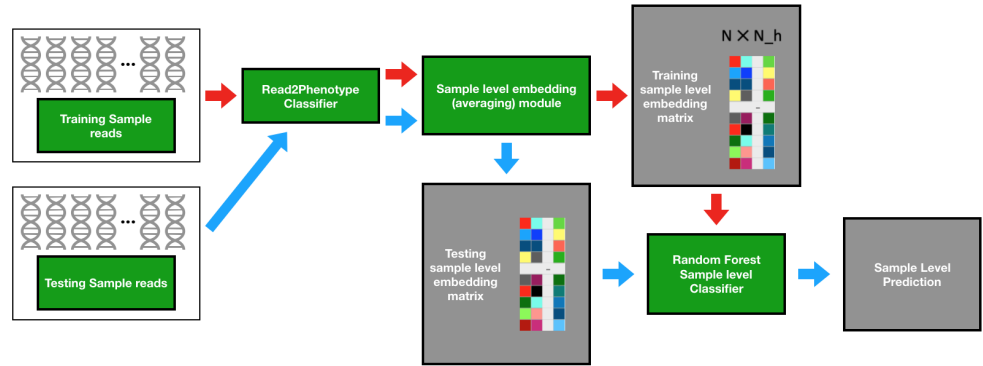 ...
Training Sample
reads
...
Testing Sample reads
Read2Phenotype
Classifier
Sample level embedding
(averaging) module
N × N_h
Training
sample level
embedding
matrix
Testing
sample level
embedding
matrix
Random Forest
Sample level
Classifier
Sample Level
Prediction